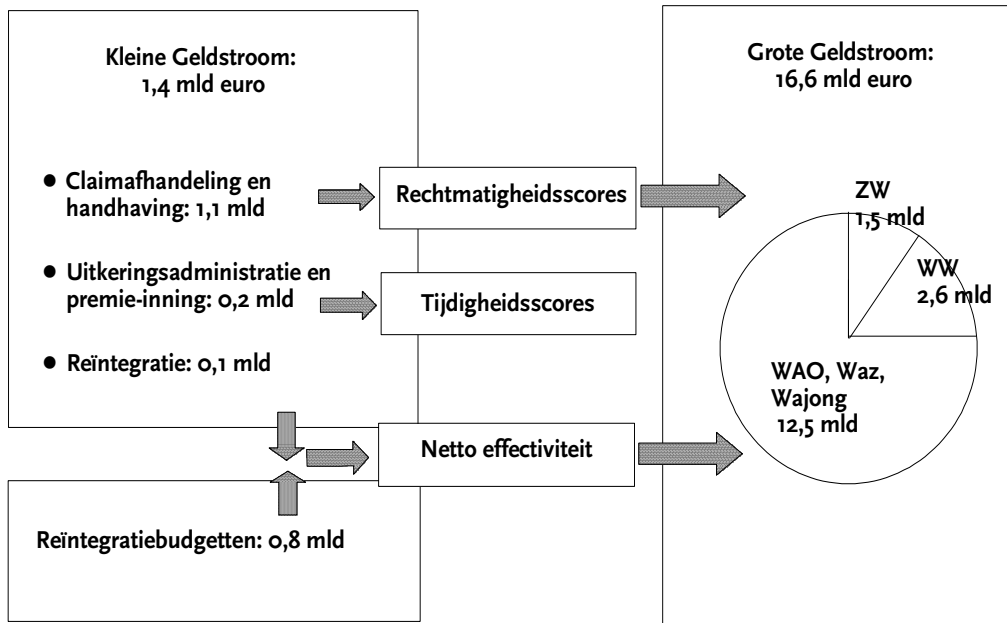 Kleine Geldstroom:
1,4 mld euro
• Claimafhandeling en
handhaving: 1,1 mld
• Uitkeringsadministratie en
premie-inning: 0,2 mld
• Reïntegratie: 0,1 mld
Reïntegratiebudgetten: 0,8 mld
Rechtmatigheidsscores
Tijdigheidsscores
Netto effectiviteit
Grote Geldstroom:
16,6 mld euro
ZW
1,5 mld
WW
2,6 mld
WAO, Waz,
Wajong
12,5 mld